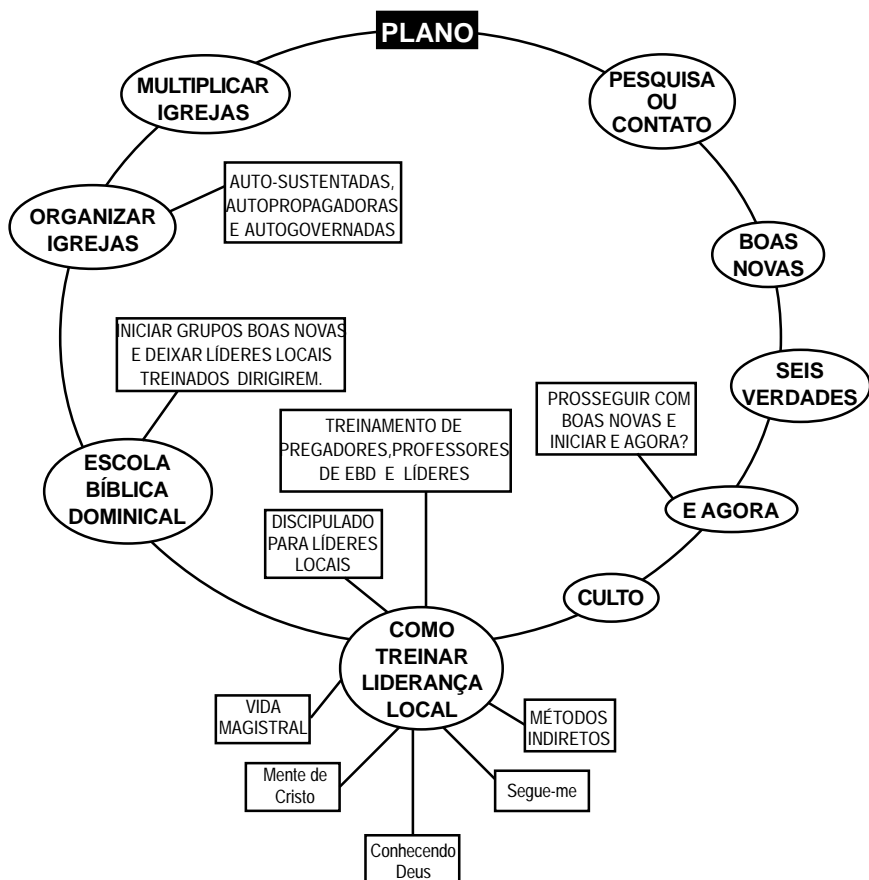 PLANO
PESQUISA
OU
CONTATO
BOAS
NOVAS
SEIS
VERDADES
PROSSEGUIR COM
BOAS NOVAS E
INICIAR E AGORA?
E AGORA
CULTO
COMO
TREINAR
LIDERANÇA
LOCAL
TREINAMENTO DE
PREGADORES,PROFESSORES
DE EBD E LÍDERES
DISCIPULADO
PARA LÍDERES
LOCAIS
MÉTODOS
INDIRETOS
Segue-me
Conhecendo
Deus
Mente de
Cristo
VIDA
MAGISTRAL
ESCOLA
BÍBLICA
DOMINICAL
INICIAR GRUPOS BOAS NOVAS
E DEIXAR LÍDERES LOCAIS
TREINADOS DIRIGIREM.
ORGANIZAR
IGREJAS
AUTO-SUSTENTADAS,
AUTOPROPAGADORAS
E AUTOGOVERNADAS
MULTIPLICAR
IGREJAS